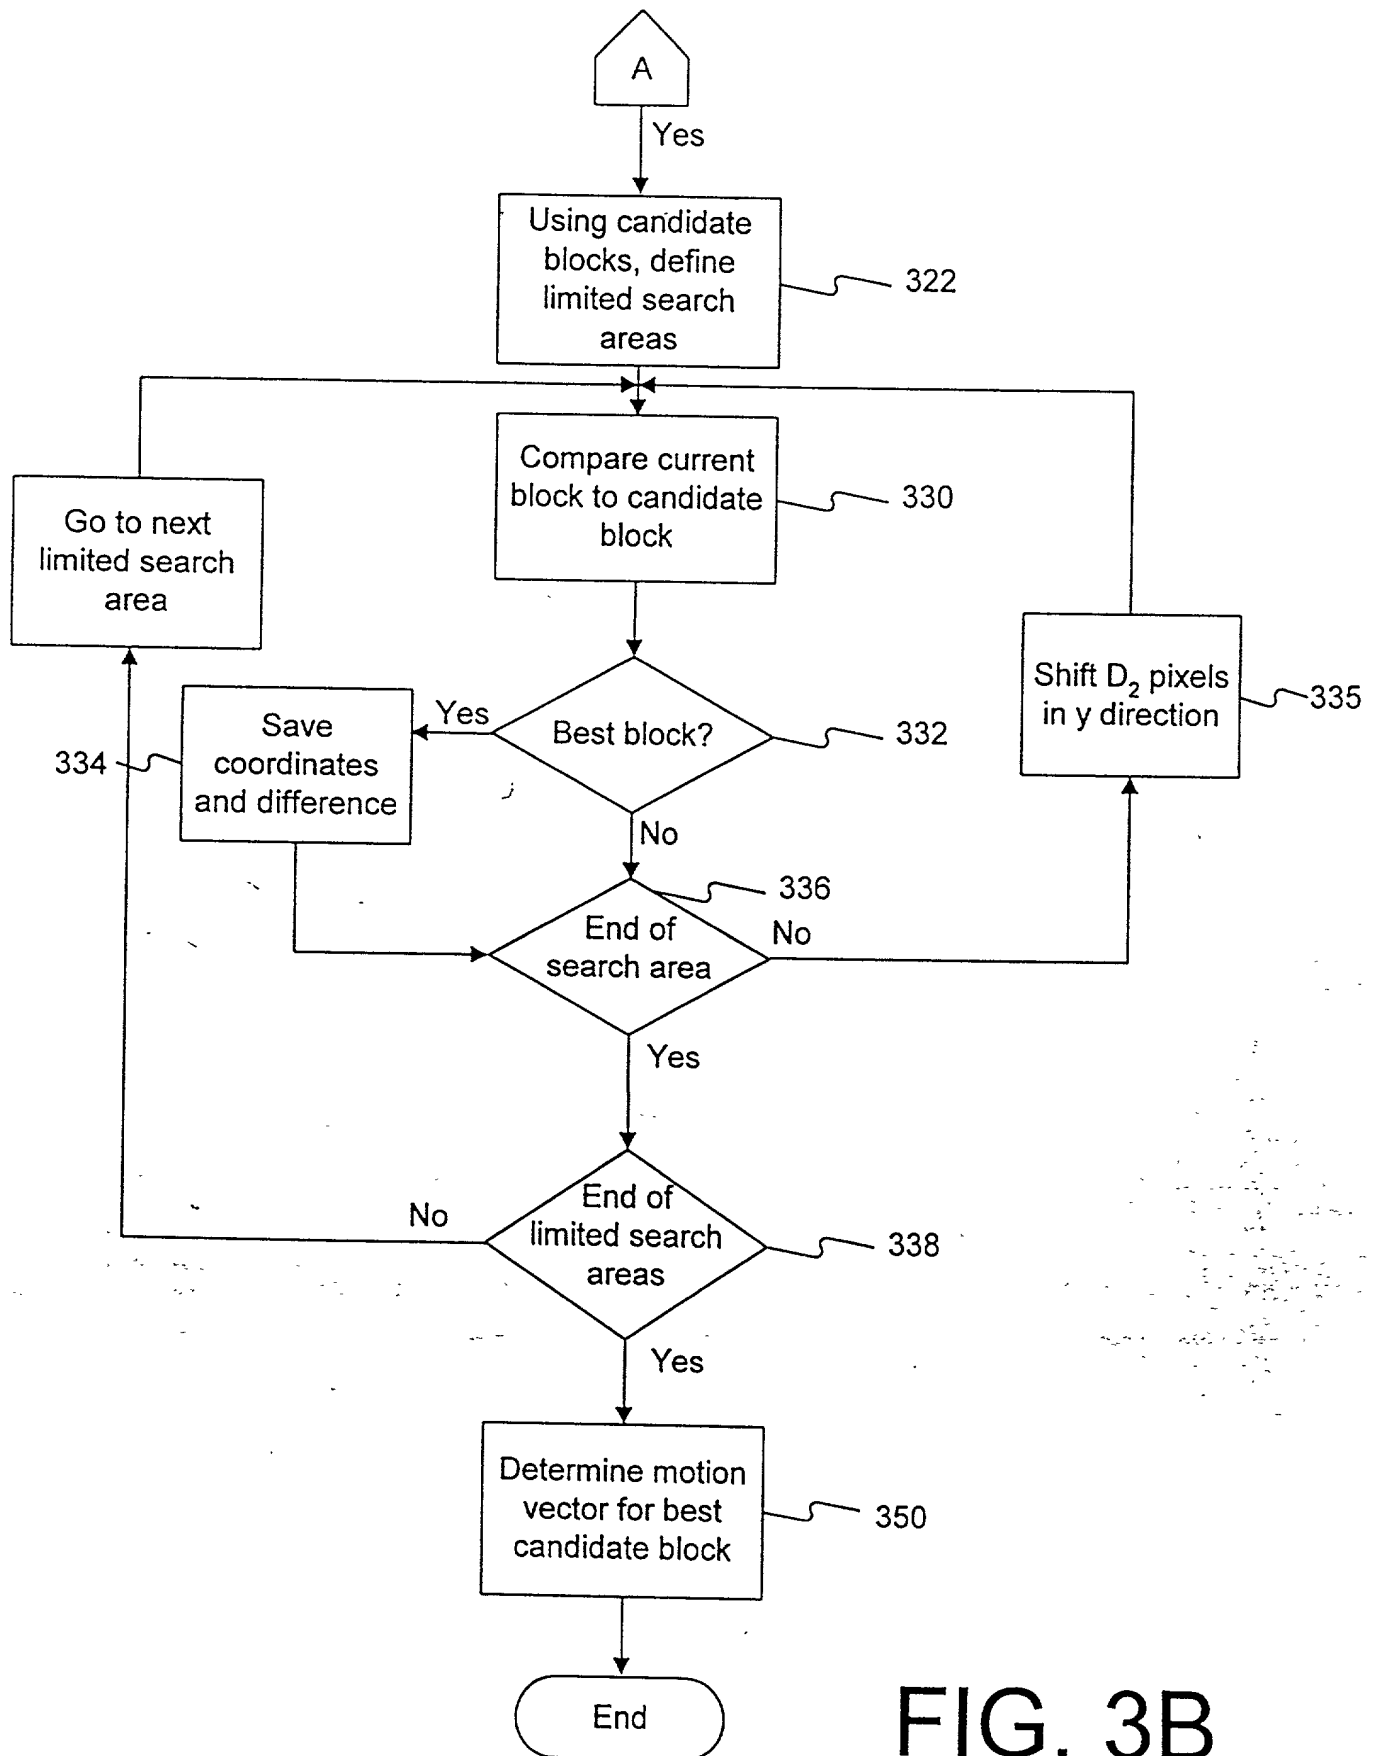 A
Yes
Using candidate
blocks, define
limited search
areas
322
Compare current
block to candidate
block
330
Go to next
limited search
area
Shift D₂ pixels
in y direction
335
Best block?
332
Yes
Save
coordinates
and difference
334
No
336
End of
search area
No
Yes
End of
limited search
areas
338
No
Yes
Determine motion
vector for best
candidate block
350
End
FIG. 3B